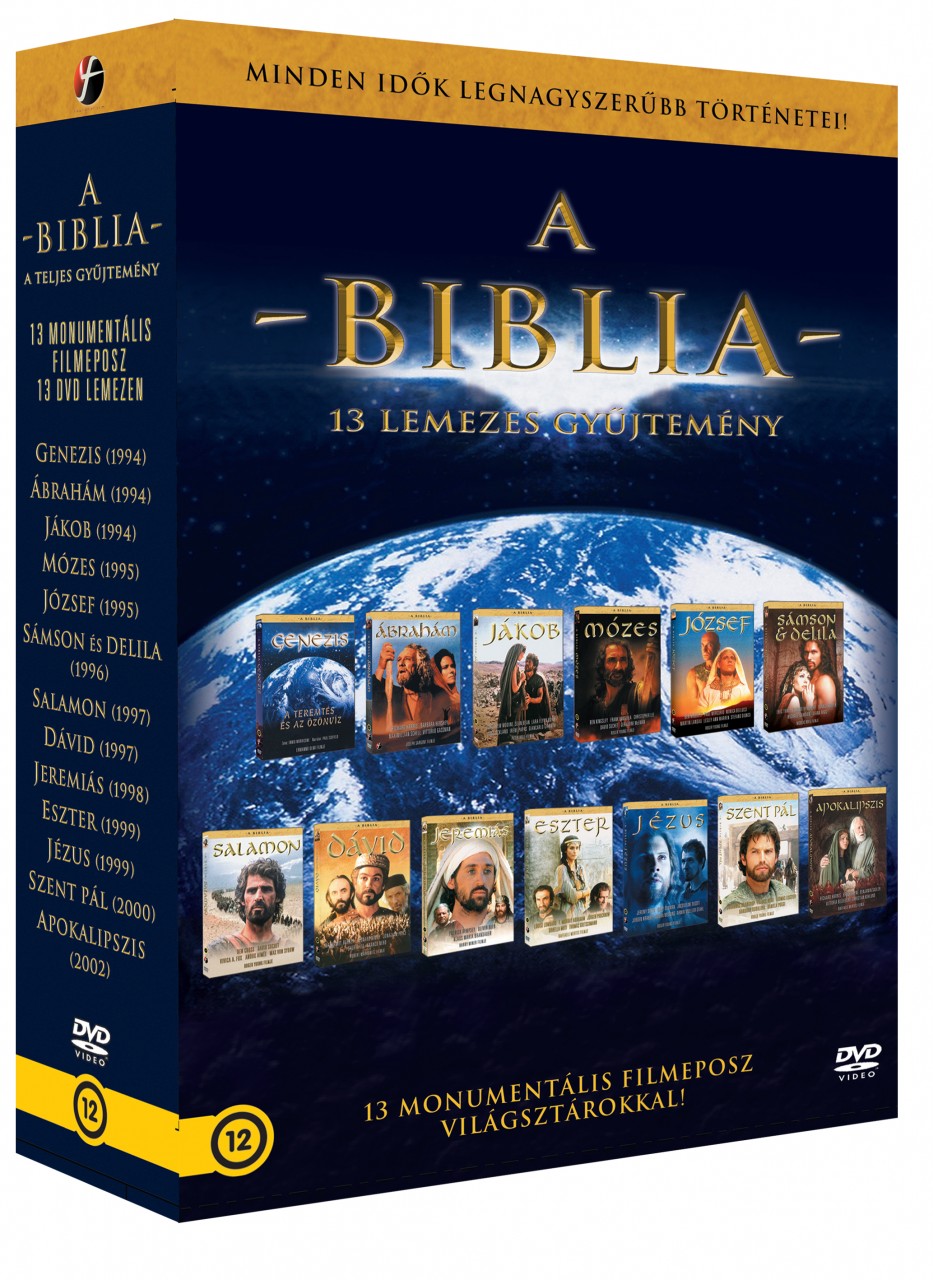 MINDEN IDŐK LEGNAGYSZERŰBB TÖRTÉNETEI!
A
-BIBLIA-
A TELJES GYŰJTEMÉNY
13 MONUMENTÁLIS
FILMEPOSZ
13 DVD LEMEZEN
GENEZIS (1994)
ÁBRAHÁM (1994)
JÁKOB (1994)
MÓZES (1995)
JÓZSEF (1995)
SÁMSON ÉS DELILA
(1996)
SALAMON (1997)
DÁVID (1997)
JEREMIÁS (1998)
ESZTER (1999)
JÉZUS (1999)
SZENT PÁL (2000)
APOKALIPSZIS
(2002)
DVD
VIDEO
12
A
-BIBLIA-
13 LEMEZES GYŰJTEMÉNY
GENEZIS
A TEREMTÉS
ÉS AZ ÖZÖNVÍZ
ÁBRAHÁM
JÁKOB
MÓZES
JÓZSEF
SÁMSON
& DELILA
SALAMON
DÁVID
JEREMIÁS
ESZTER
JÉZUS
SZENT PÁL
APOKALIPSZIS
13 MONUMENTÁLIS FILMEPOSZ
VILÁGSZTÁROKKAL!
DVD
VIDEO
12